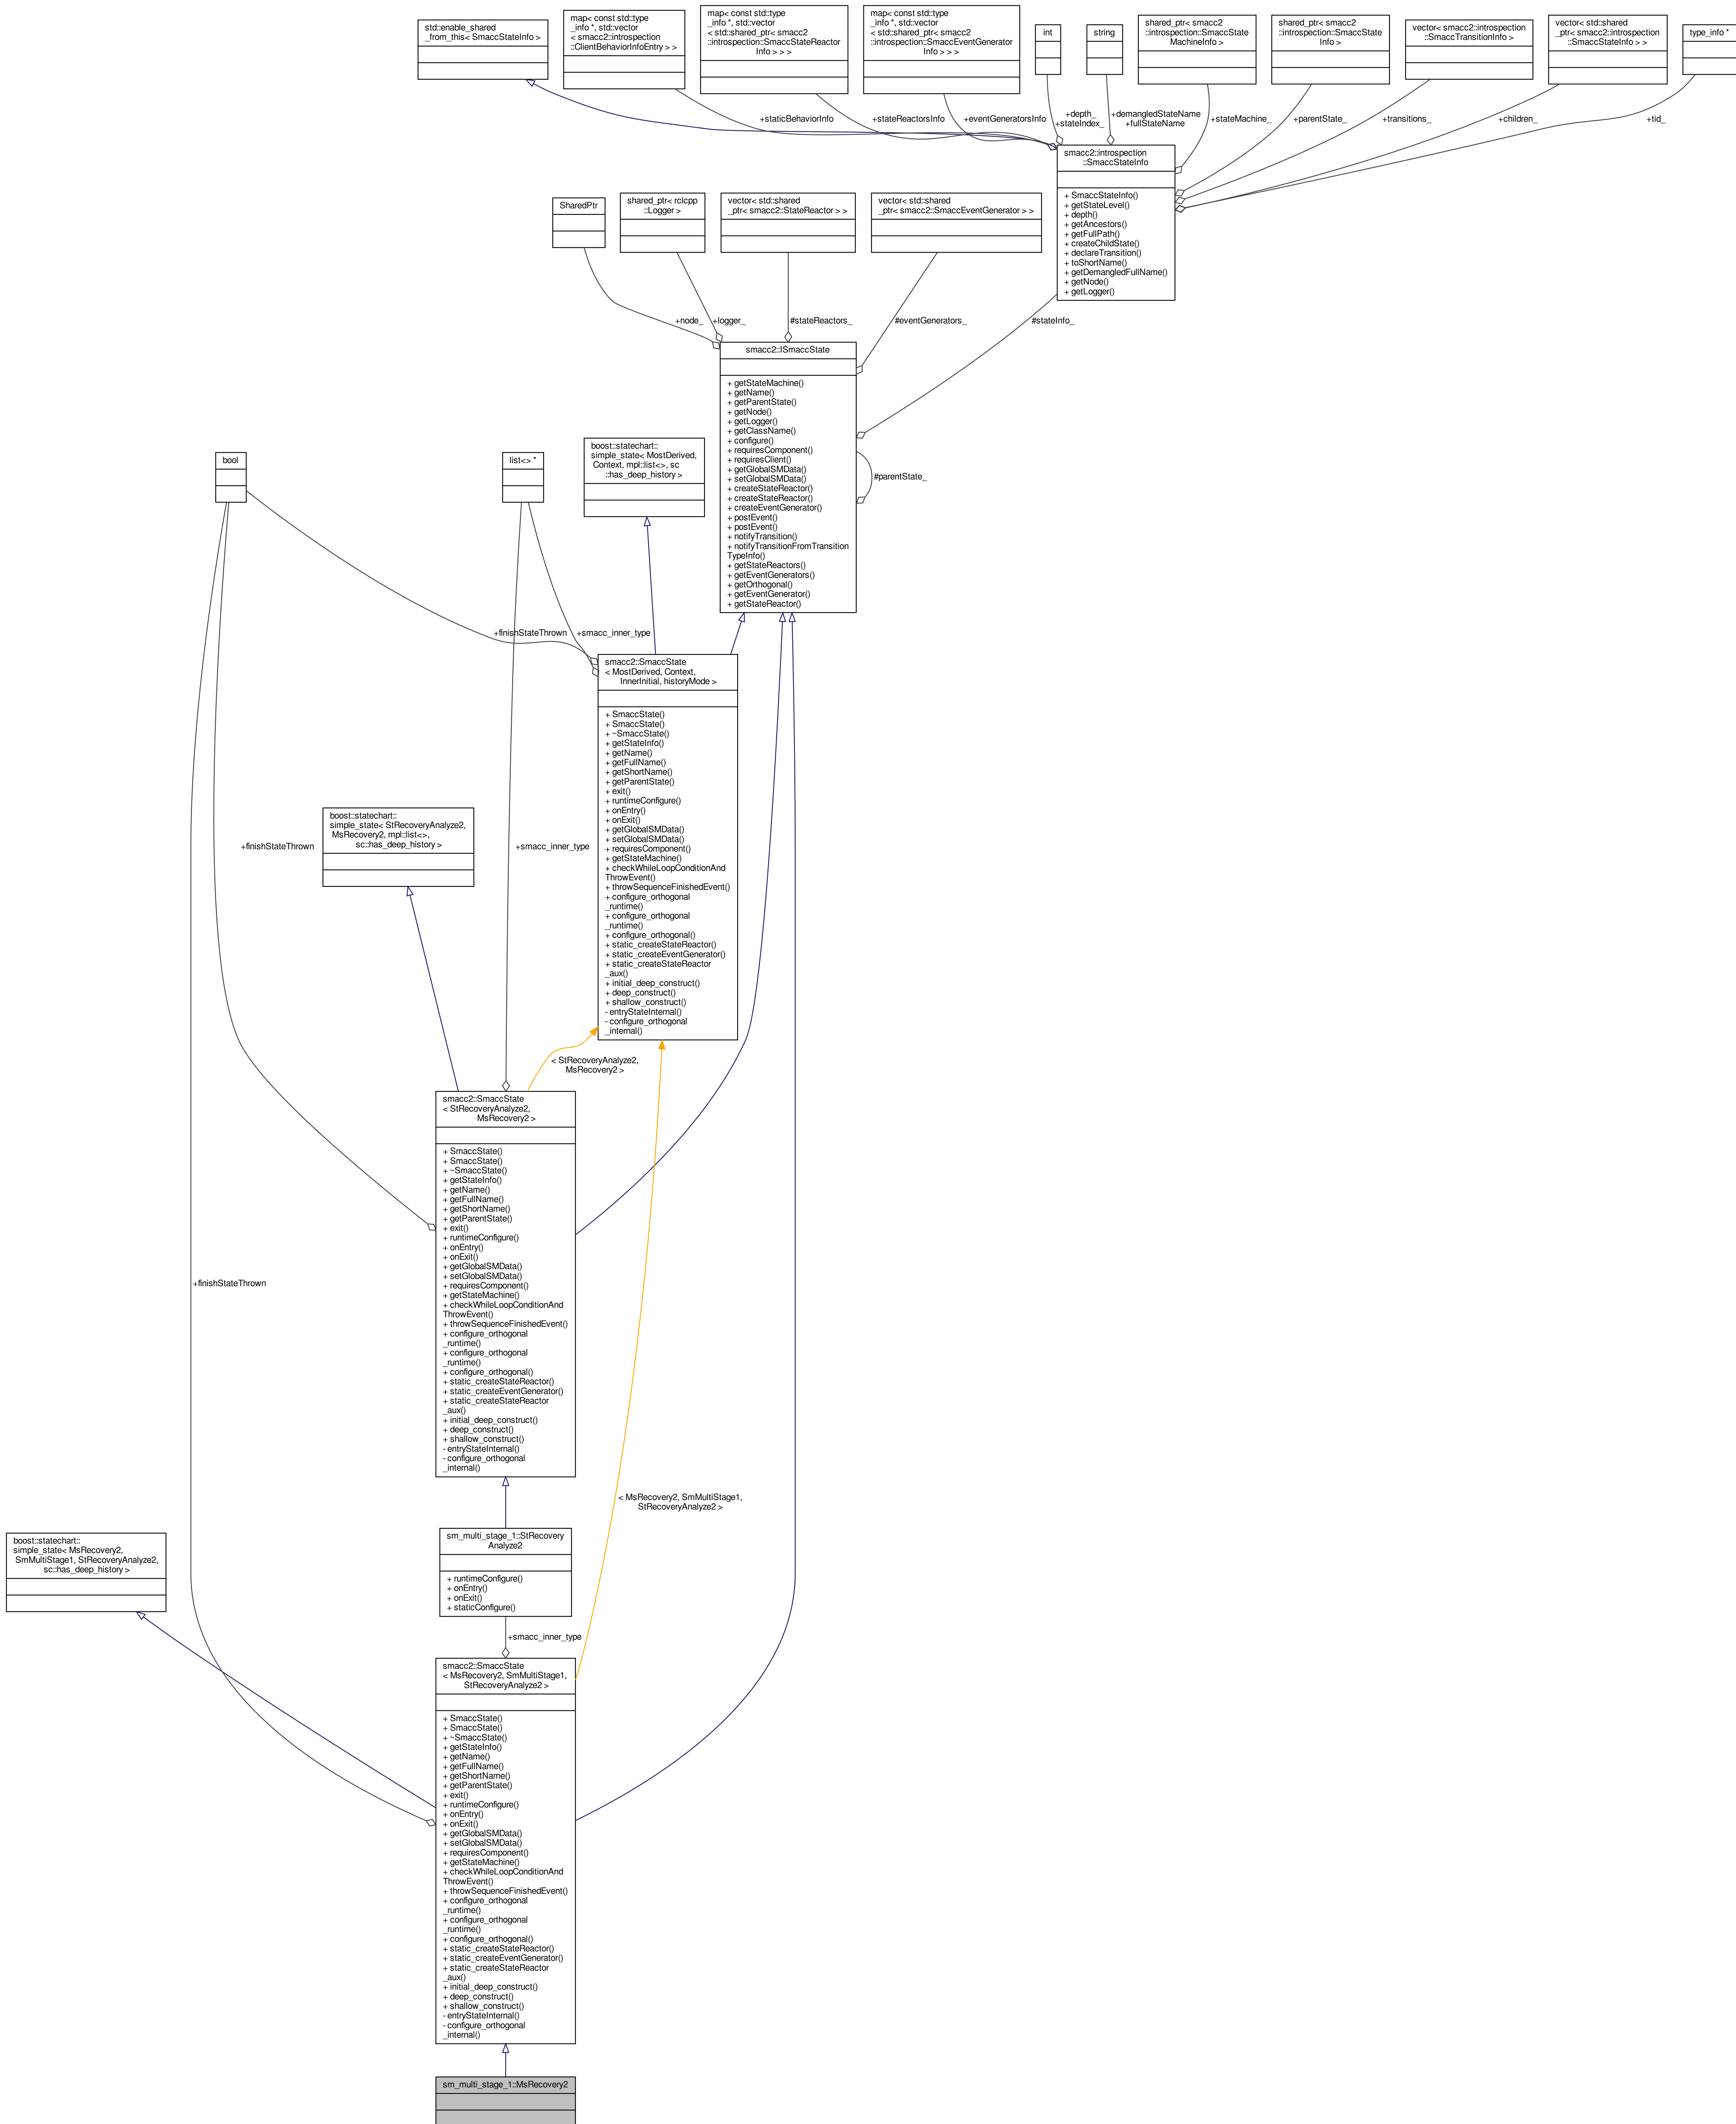 std::enable_shared
_from_this< SmaccStateInfo >
map< const std::type
_info *, std::vector
< smacc2::introspection
::ClientBehaviorInfoEntry > >
map< const std::type
_info *, std::vector
< std::shared_ptr< smacc2
::introspection::SmaccStateReactor
Info > > >
map< const std::type
_info *, std::vector
< std::shared_ptr< smacc2
::introspection::SmaccEventGenerator
Info > > >
int
string
shared_ptr< smacc2
::introspection::SmaccState
MachineInfo >
shared_ptr< smacc2
::introspection::SmaccState
Info >
vector< smacc2::introspection
::SmaccTransitionInfo >
vector< std::shared
_ptr< smacc2::introspection
::SmaccStateInfo > >
type_info *
+staticBehaviorInfo
+stateReactorsInfo
+eventGeneratorsInfo
+depth_
+stateIndex_
+demangledStateName
+fullStateName
+stateMachine_
+parentState_
+transitions_
+children_
+tid_
smacc2::introspection
::SmaccStateInfo
+ SmaccStateInfo()
+ getStateLevel()
+ depth()
+ getAncestors()
+ getFullPath()
+ createChildState()
+ declareTransition()
+ toShortName()
+ getDemangledFullName()
+ getNode()
+ getLogger()
SharedPtr
shared_ptr< rclcpp
::Logger >
vector< std::shared
_ptr< smacc2::StateReactor > >
vector< std::shared
_ptr< smacc2::SmaccEventGenerator > >
+node_
+logger_
#stateReactors_
#eventGenerators_
#stateInfo_
smacc2::ISmaccState
+ getStateMachine()
+ getName()
+ getParentState()
+ getNode()
+ getLogger()
+ getClassName()
+ configure()
+ requiresComponent()
+ requiresClient()
+ getGlobalSMData()
+ setGlobalSMData()
+ createStateReactor()
+ createStateReactor()
+ createEventGenerator()
+ postEvent()
+ postEvent()
+ notifyTransition()
+ notifyTransitionFromTransition
TypeInfo()
+ getStateReactors()
+ getEventGenerators()
+ getOrthogonal()
+ getEventGenerator()
+ getStateReactor()
#parentState_
bool
list<> *
boost::statechart::
simple_state< MostDerived,
Context, mpl::list<>, sc
::has_deep_history >
+finishStateThrown
+smacc_inner_type
smacc2::SmaccState
< MostDerived, Context,
InnerInitial, historyMode >
+ SmaccState()
+ SmaccState()
+ ~SmaccState()
+ getStateInfo()
+ getName()
+ getFullName()
+ getShortName()
+ getParentState()
+ exit()
+ runtimeConfigure()
+ onEntry()
+ onExit()
+ getGlobalSMData()
+ setGlobalSMData()
+ requiresComponent()
+ getStateMachine()
+ checkWhileLoopConditionAnd
ThrowEvent()
+ throwSequenceFinishedEvent()
+ configure_orthogonal
_runtime()
+ configure_orthogonal
_runtime()
+ configure_orthogonal()
+ static_createStateReactor()
+ static_createEventGenerator()
+ static_createStateReactor
_aux()
+ initial_deep_construct()
+ deep_construct()
+ shallow_construct()
- entryStateInternal()
- configure_orthogonal
_internal()
boost::statechart::
simple_state< StRecoveryAnalyze2,
MsRecovery2, mpl::list<>,
sc::has_deep_history >
+finishStateThrown
+smacc_inner_type
< StRecoveryAnalyze2,
MsRecovery2 >
smacc2::SmaccState
< StRecoveryAnalyze2,
MsRecovery2 >
+ SmaccState()
+ SmaccState()
+ ~SmaccState()
+ getStateInfo()
+ getName()
+ getFullName()
+ getShortName()
+ getParentState()
+ exit()
+ runtimeConfigure()
+ onEntry()
+ onExit()
+ getGlobalSMData()
+ setGlobalSMData()
+ requiresComponent()
+ getStateMachine()
+ checkWhileLoopConditionAnd
ThrowEvent()
+ throwSequenceFinishedEvent()
+ configure_orthogonal
_runtime()
+ configure_orthogonal
_runtime()
+ configure_orthogonal()
+ static_createStateReactor()
+ static_createEventGenerator()
+ static_createStateReactor
_aux()
+ initial_deep_construct()
+ deep_construct()
+ shallow_construct()
- entryStateInternal()
- configure_orthogonal
_internal()
+finishStateThrown
< MsRecovery2, SmMultiStage1,
StRecoveryAnalyze2 >
boost::statechart::
simple_state< MsRecovery2,
SmMultiStage1, StRecoveryAnalyze2,
sc::has_deep_history >
sm_multi_stage_1::StRecovery
Analyze2
+ runtimeConfigure()
+ onEntry()
+ onExit()
+ staticConfigure()
+smacc_inner_type
smacc2::SmaccState
< MsRecovery2, SmMultiStage1,
StRecoveryAnalyze2 >
+ SmaccState()
+ SmaccState()
+ ~SmaccState()
+ getStateInfo()
+ getName()
+ getFullName()
+ getShortName()
+ getParentState()
+ exit()
+ runtimeConfigure()
+ onEntry()
+ onExit()
+ getGlobalSMData()
+ setGlobalSMData()
+ requiresComponent()
+ getStateMachine()
+ checkWhileLoopConditionAnd
ThrowEvent()
+ throwSequenceFinishedEvent()
+ configure_orthogonal
_runtime()
+ configure_orthogonal
_runtime()
+ configure_orthogonal()
+ static_createStateReactor()
+ static_createEventGenerator()
+ static_createStateReactor
_aux()
+ initial_deep_construct()
+ deep_construct()
+ shallow_construct()
- entryStateInternal()
- configure_orthogonal
_internal()
sm_multi_stage_1::MsRecovery2